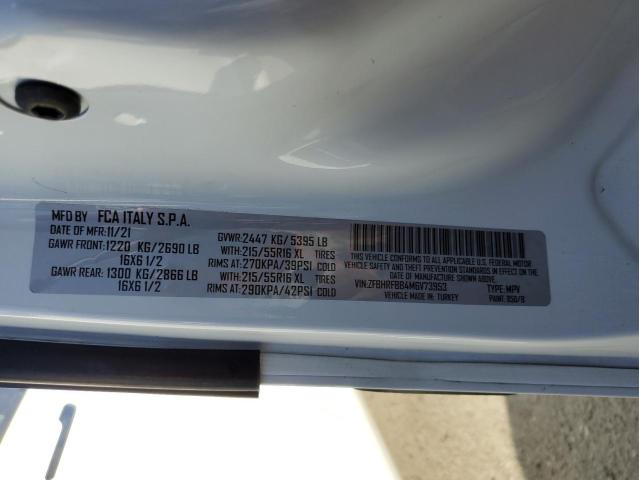 MFD BY FCA ITALY S.P.A.
DATE OF MFR:11/21 GVWR:2447 KG/5395 LB
GAWR FRONT:1220 KG/2690 LB WITH:215/55R16 XL TIRES
16X6 1/2 RIMS AT:270KPA/39PSI COLD
GAWR REAR: 1300 KG/2866 LB WITH:215/55R16 XL TIRES
16X6 1/2 RIMS AT:290KPA/42PSI COLD
THIS VEHICLE CONFORMS TO ALL APPLICABLE U.S. FEDERAL MOTOR
VEHICLE SAFETY, BUMPER, AND THEFT PREVENTION STANDARDS
IN EFFECT ON THE DATE OF MANUFACTURE SHOWN ABOVE.
VIN:ZFBHRFBB4M6V73953 TYPE: MPV
VEHICLE MADE IN: TURKEY PAINT: 050/B